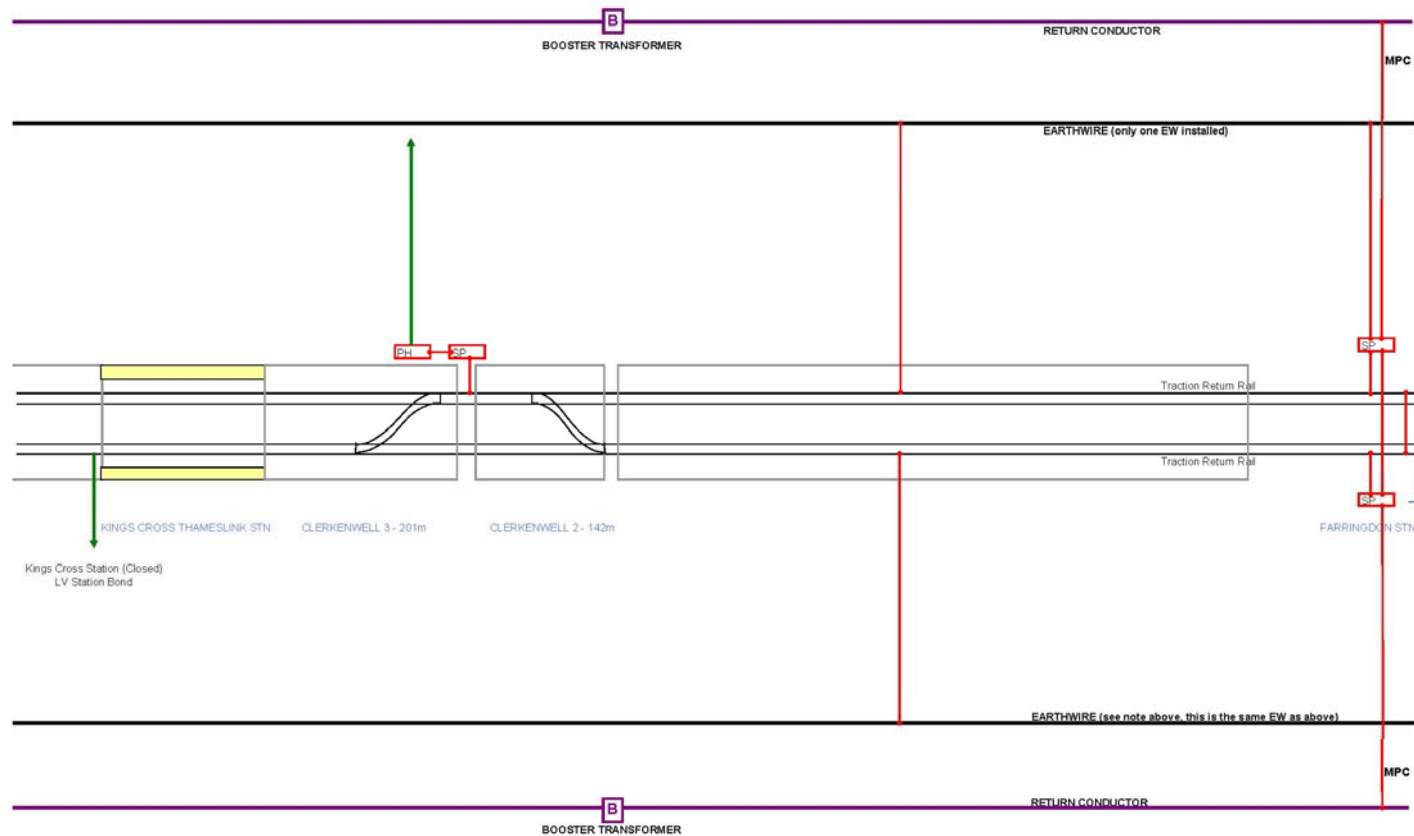 B
BOOSTER TRANSFORMER
RETURN CONDUCTOR
MPC
EARTHWIRE (only one EW installed)
PH
SP
SP
Traction Return Rail
Traction Return Rail
SP
KINGS CROSS THAMESLINK STN
CLERKENWELL 3 - 201m
CLERKENWELL 2 - 142m
FARRINGDON STN
Kings Cross Station (Closed)
LV Station Bond
EARTHWIRE (see note above, this is the same EW as above)
MPC
RETURN CONDUCTOR
B
BOOSTER TRANSFORMER